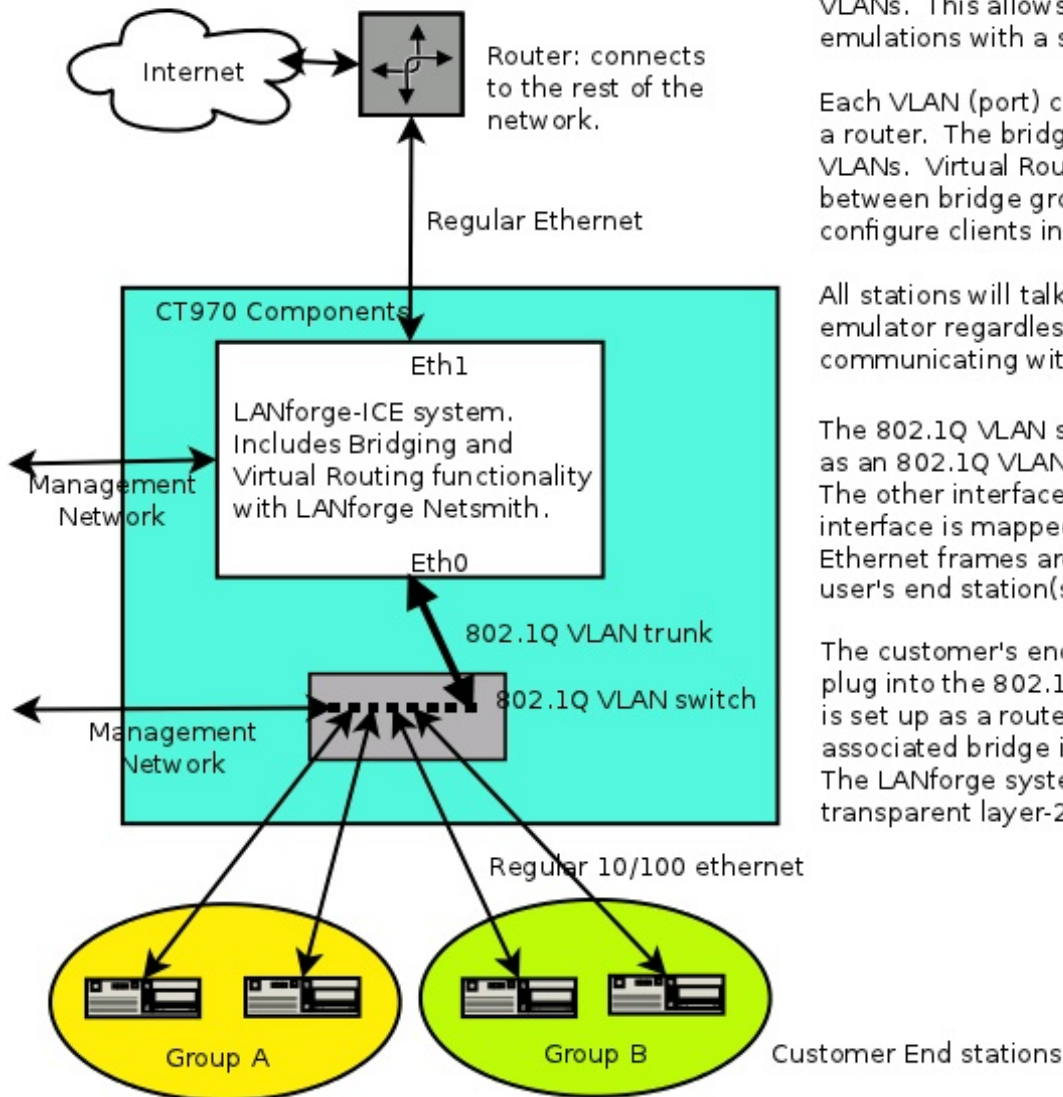 Internet
Router: connects
to the rest of the
network.
Regular Ethernet
CT970 Components
Eth1
LANforge-ICE system.
Includes Bridging and
Virtual Routing functionality
with LANforge Netsmith.
Eth0
Management
Network
802.1Q VLAN trunk
802.1Q VLAN switch
Management
Network
Regular 10/100 ethernet
Group A
Group B
Customer End stations
VLANs. This allows
emulations with a s
Each VLAN (port) c
a router. The bridg
VLANs. Virtual Rou
between bridge gro
configure clients in
All stations will talk
emulator regardles
communicating wit
The 802.1Q VLAN s
as an 802.1Q VLAN
The other interface
interface is mappe
Ethernet frames ar
user's end station(s
The customer's end
plug into the 802.1
is set up as a route
associated bridge i
The LANforge syste
transparent layer-2